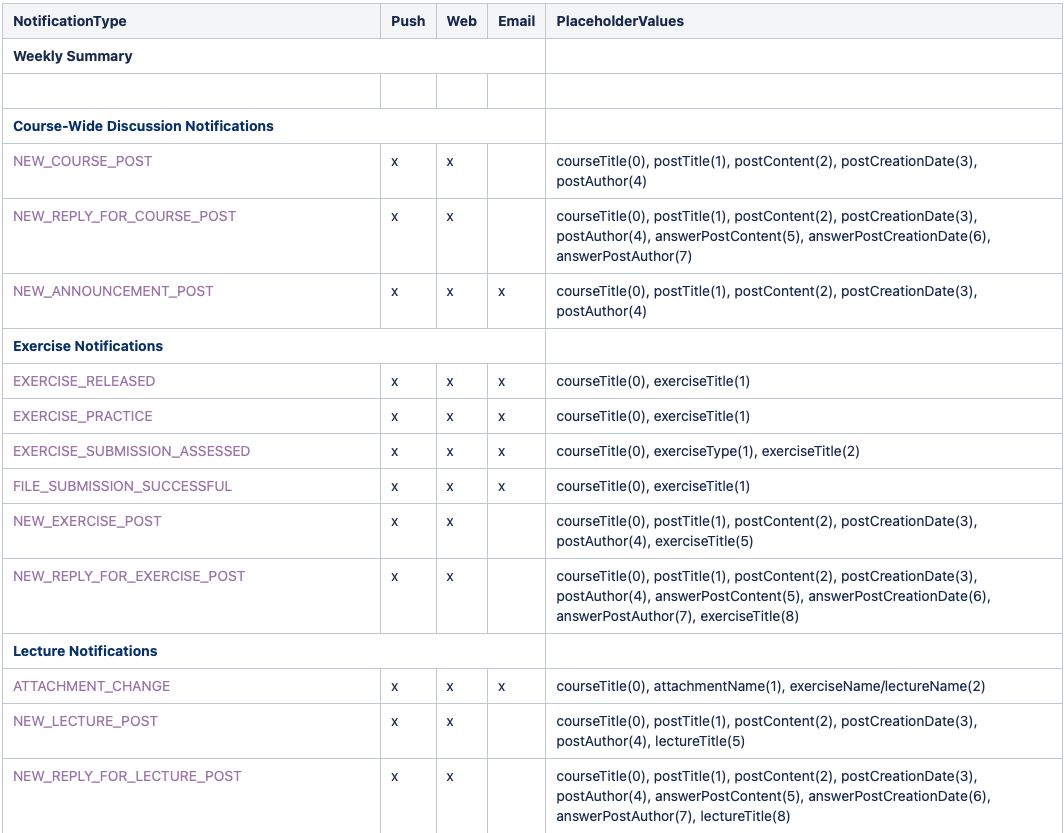 NotificationType Push Web Email PlaceholderValues
Weekly Summary
Course-Wide Discussion Notifications
NEW_COURSE_POST x x courseTitle(0), postTitle(1), postContent(2), postCreationDate(3),
postAuthor(4)
NEW_REPLY_FOR_COURSE_POST x x courseTitle(0), postTitle(1), postContent(2), postCreationDate(3),
postAuthor(4), answerPostContent(5), answerPostCreationDate(6),
answerPostAuthor(7)
NEW_ANNOUNCEMENT_POST x x x courseTitle(0), postTitle(1), postContent(2), postCreationDate(3),
postAuthor(4)
Exercise Notifications
EXERCISE_RELEASED x x x courseTitle(0), exerciseTitle(1)
EXERCISE_PRACTICE x x x courseTitle(0), exerciseTitle(1)
EXERCISE_SUBMISSION_ASSESSED x x x courseTitle(0), exerciseType(1), exerciseTitle(2)
FILE_SUBMISSION_SUCCESSFUL x x x courseTitle(0), exerciseTitle(1)
NEW_EXERCISE_POST x x courseTitle(0), postTitle(1), postContent(2), postCreationDate(3),
postAuthor(4), exerciseTitle(5)
NEW_REPLY_FOR_EXERCISE_POST x x courseTitle(0), postTitle(1), postContent(2), postCreationDate(3),
postAuthor(4), answerPostContent(5), answerPostCreationDate(6),
answerPostAuthor(7), exerciseTitle(8)
Lecture Notifications
ATTACHMENT_CHANGE x x x courseTitle(0), attachmentName(1), exerciseName/lectureName(2)
NEW_LECTURE_POST x x courseTitle(0), postTitle(1), postContent(2), postCreationDate(3),
postAuthor(4), lectureTitle(5)
NEW_REPLY_FOR_LECTURE_POST x x courseTitle(0), postTitle(1), postContent(2), postCreationDate(3),
postAuthor(4), answerPostContent(5), answerPostCreationDate(6),
answerPostAuthor(7), lectureTitle(8)